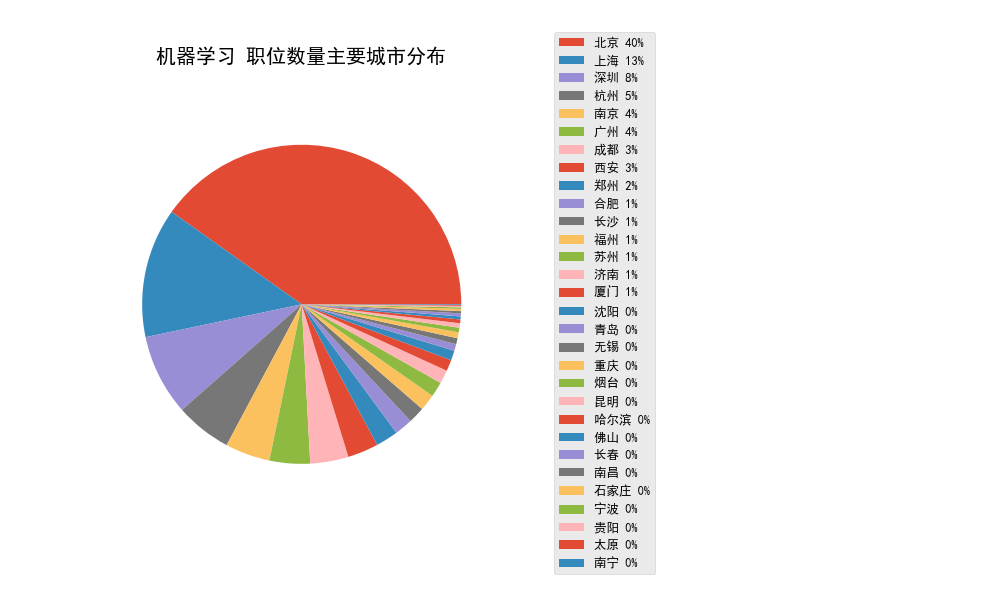 机器学习 职位数量主要城市分布
北京 40%
上海 13%
深圳 8%
杭州 5%
南京 4%
广州 4%
成都 3%
西安 3%
郑州 2%
合肥 1%
长沙 1%
福州 1%
苏州 1%
济南 1%
厦门 1%
沈阳 0%
青岛 0%
无锡 0%
重庆 0%
烟台 0%
昆明 0%
哈尔滨 0%
佛山 0%
长春 0%
南昌 0%
石家庄 0%
宁波 0%
贵阳 0%
太原 0%
南宁 0%